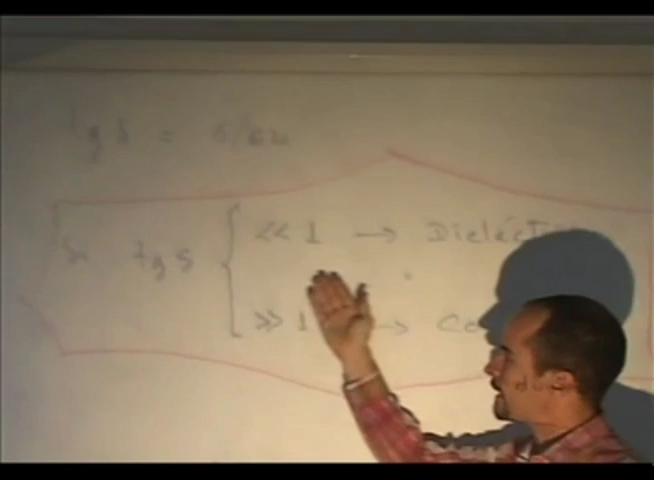 tg δ = σ/εω
Si tg δ { << 1 → Dieléct
>> 1 → Co